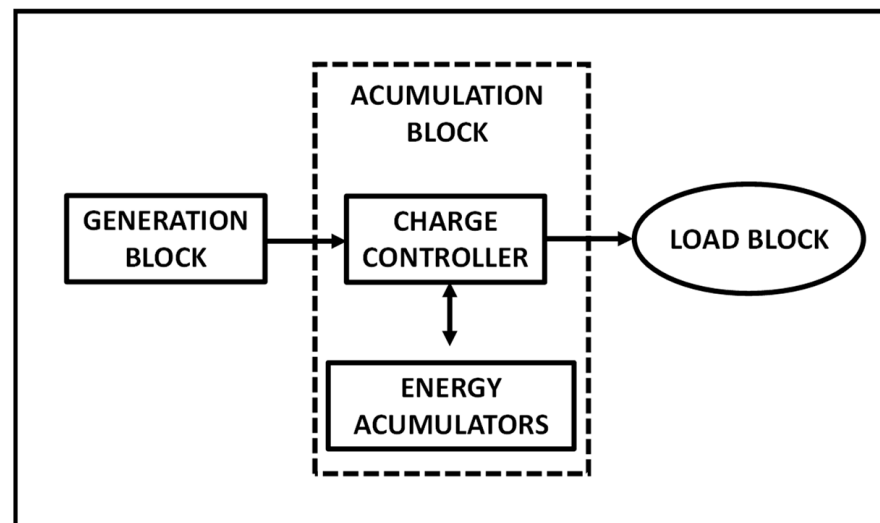 ACUMULATION
BLOCK
GENERATION
BLOCK
CHARGE
CONTROLLER
LOAD BLOCK
ENERGY
ACUMULATORS